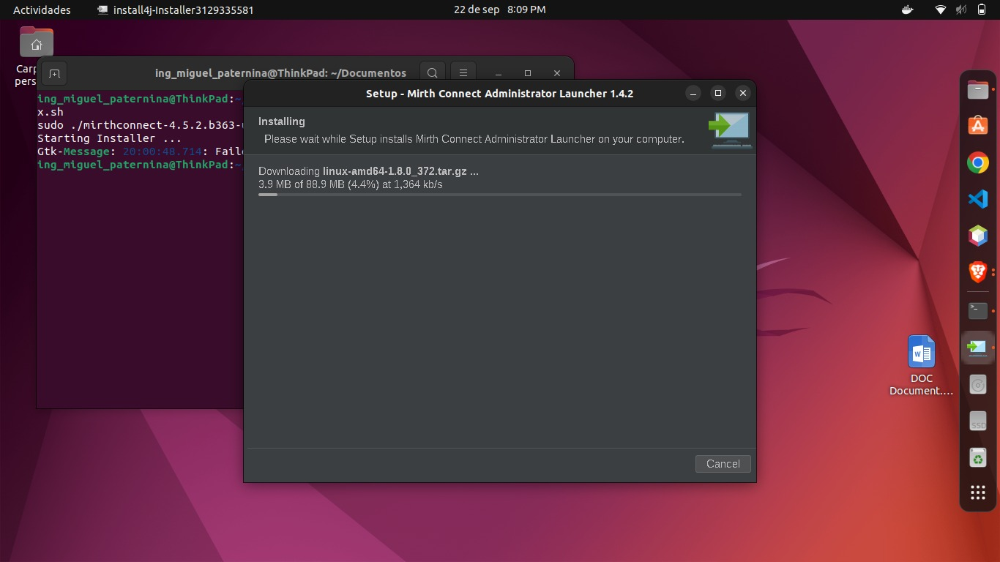 Actividades
install4j-Installer3129335581
22 de sep 8:09 PM
Carp
pers
ing_miguel_paternina@ThinkPad: ~/Documentos
ing_miguel_paternina@ThinkPad:~
x.sh
sudo ./mirthconnect-4.5.2.b363-u
Starting Installer ...
Gtk-Message: 20:00:48.714: Faile
ing_miguel_paternina@ThinkPad:~
Setup - Mirth Connect Administrator Launcher 1.4.2
Installing
Please wait while Setup installs Mirth Connect Administrator Launcher on your computer.
Downloading linux-amd64-1.8.0_372.tar.gz ...
3.9 MB of 88.9 MB (4.4%) at 1,364 kb/s
Cancel
W
DOC
Document....
>_
SSD